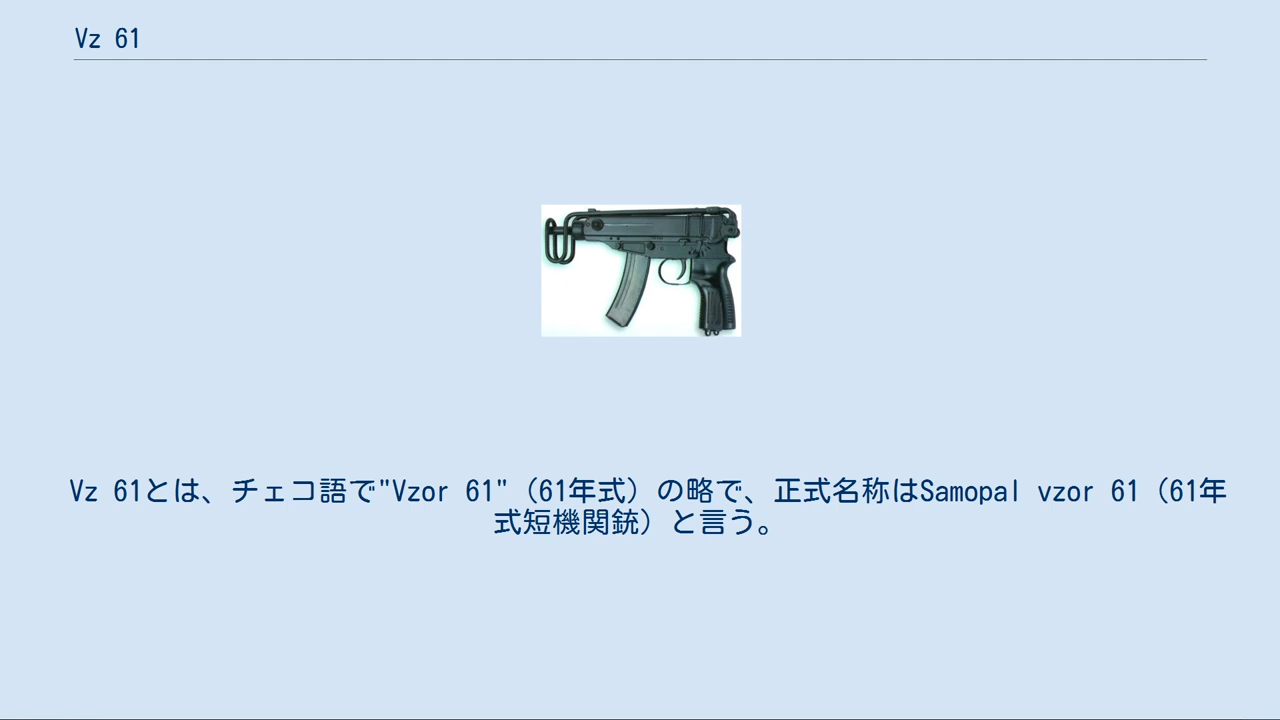 Vz 61
Vz 61とは、チェコ語で"Vzor 61"（61年式）の略で、正式名称はSamopal vzor 61（61年
式短機関銃）と言う。